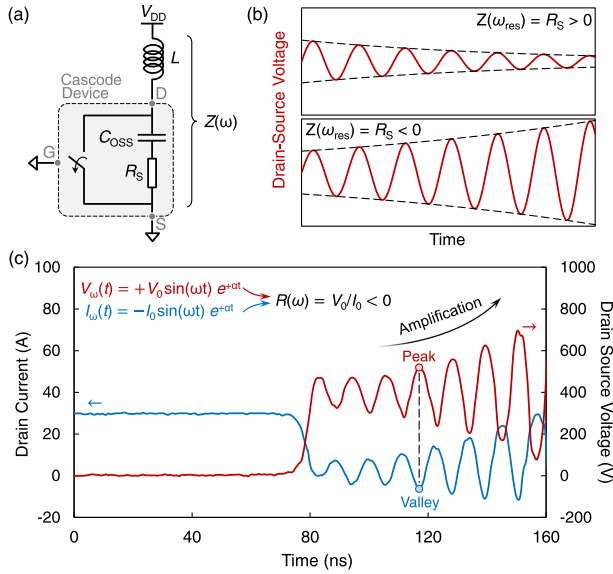 (a)
V_DD
L
Cascode
Device
D
Z(ω)
C_OSS
G
R_S
S
(b)
Drain-Source Voltage
Z(ω_res) = R_S > 0
Z(ω_res) = R_S < 0
Time
(c)
Drain Current (A)
100
80
60
40
20
0
-20
V_ω(t) = +V_0 sin(ωt) e^{+αt}
I_ω(t) = −I_0 sin(ωt) e^{+αt}
R(ω) = V_0/I_0 < 0
Amplification
Peak
Valley
←
→
1000
800
600
400
200
0
-200
Drain Source
Voltage (V)
0 40 80 120 160
Time (ns)